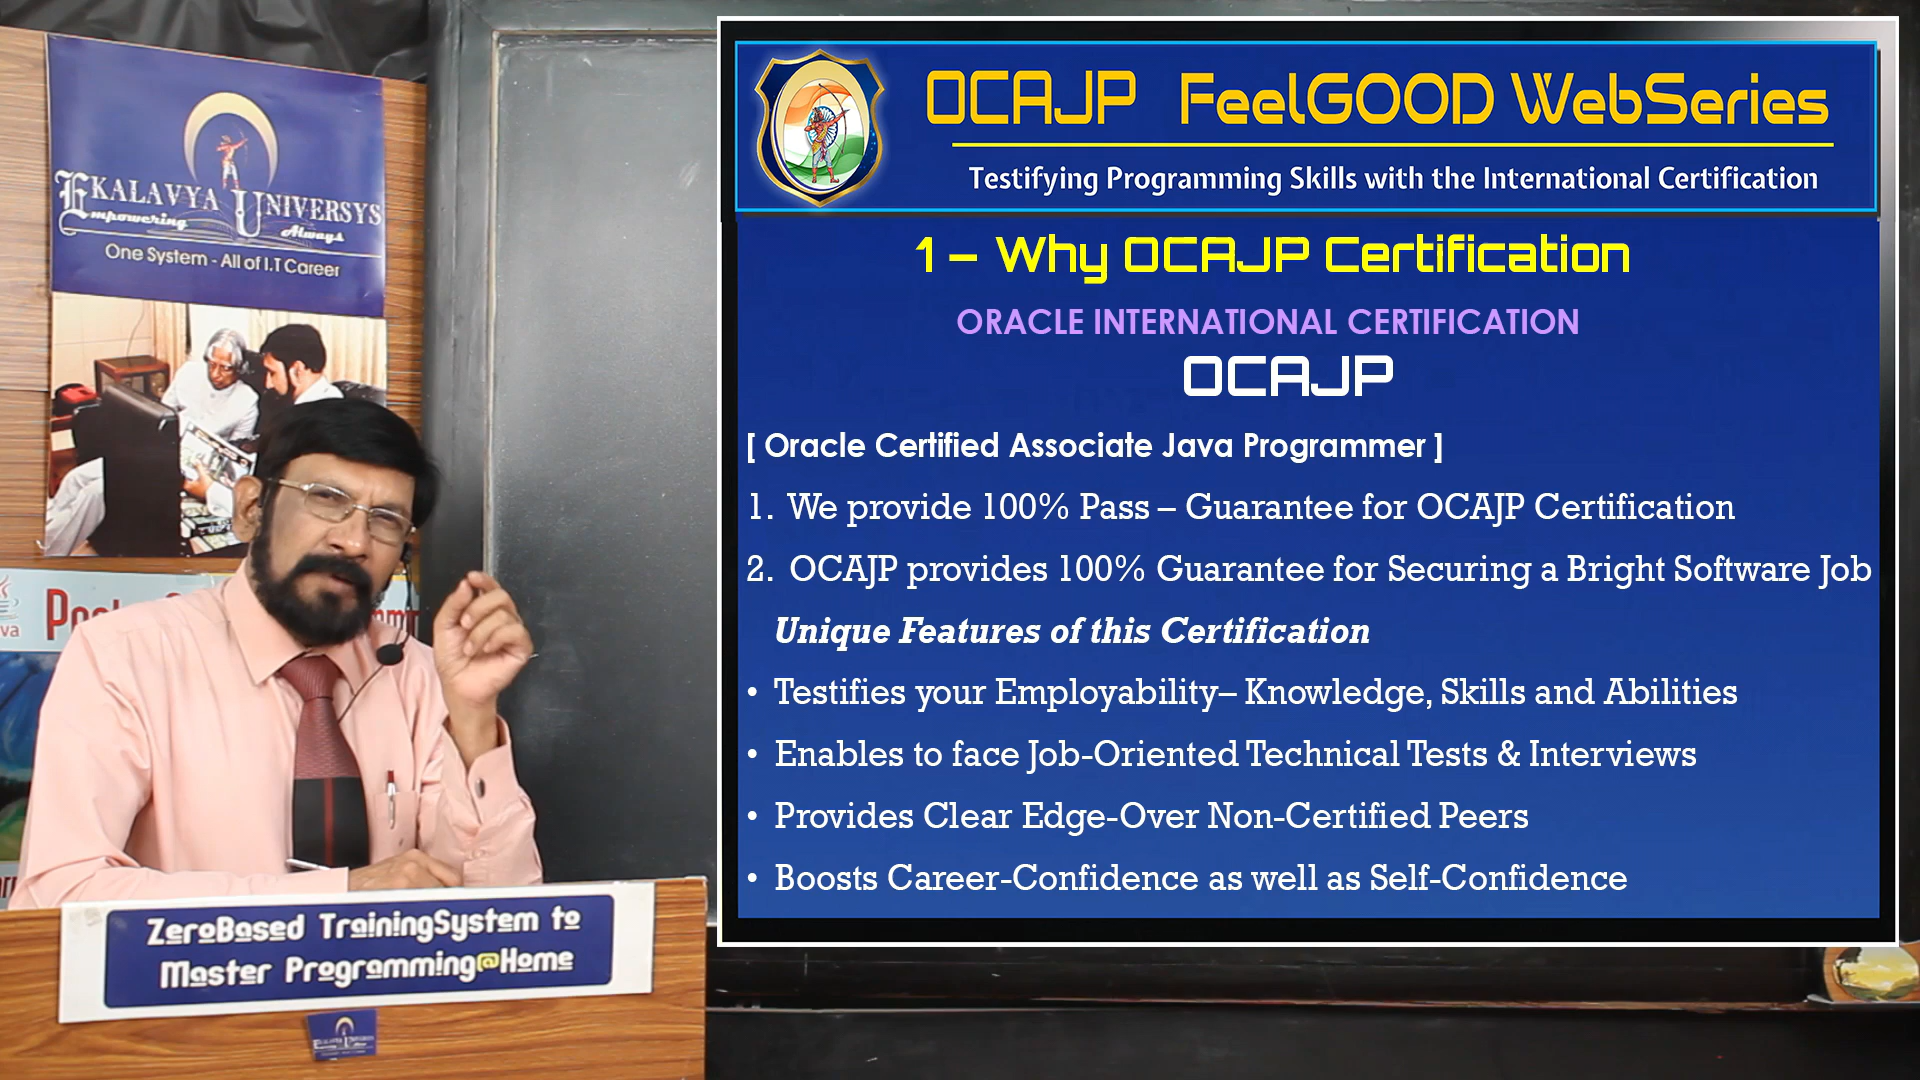 EKALAVYA UNIVERSYS
Empowering Always
One System - All of I.T Career
ZeroBased TrainingSystem to
Master Programming@Home
EKALAVYA UNIVERSYS
OCAJP FeelGOOD WebSeries
Testifying Programming Skills with the International Certification
1 – Why OCAJP Certification
ORACLE INTERNATIONAL CERTIFICATION
OCAJP
[ Oracle Certified Associate Java Programmer ]
1. We provide 100% Pass – Guarantee for OCAJP Certification
2. OCAJP provides 100% Guarantee for Securing a Bright Software Job
Unique Features of this Certification
• Testifies your Employability– Knowledge, Skills and Abilities
• Enables to face Job-Oriented Technical Tests & Interviews
• Provides Clear Edge-Over Non-Certified Peers
• Boosts Career-Confidence as well as Self-Confidence